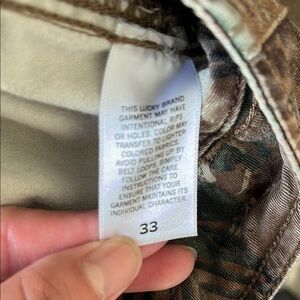 THIS LUCKY BRAND
GARMENT MAY HAVE
INTENTIONAL RIPS
OR HOLES. COLOR MAY
TRANSFER TO LIGHTER
COLORED FABRICS.
AVOID PULLING UP BY
BELT LOOPS. SIMPLY
FOLLOW THE CARE
INSTRUCTIONS TO
ENSURE THAT YOUR
GARMENT MAINTAINS ITS
INDIVIDUAL CHARACTER.
33